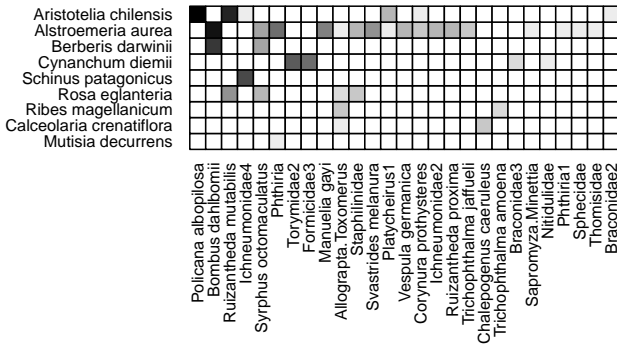 Aristotelia chilensis
Alstroemeria aurea
Berberis darwinii
Cynanchum diemii
Schinus patagonicus
Rosa eglanteria
Ribes magellanicum
Calceolaria crenatiflora
Mutisia decurrens
Policana albopilosa
Bombus dahlbomii
Ruizantheda mutabilis
Ichneumonidae4
Syrphus octomaculatus
Phthiria
Torymidae2
Formicidae3
Manuelia gayi
Allograpta.Toxomerus
Staphilinidae
Svastrides melanura
Platycheirus1
Vespula germanica
Corynura prothysteres
Ichneumonidae2
Ruizantheda proxima
Trichophthalma jaffueli
Chalepogenus caeruleus
Trichophthalma amoena
Braconidae3
Sapromyza.Minettia
Nitidulidae
Phthiria1
Sphecidae
Thomisidae
Braconidae2